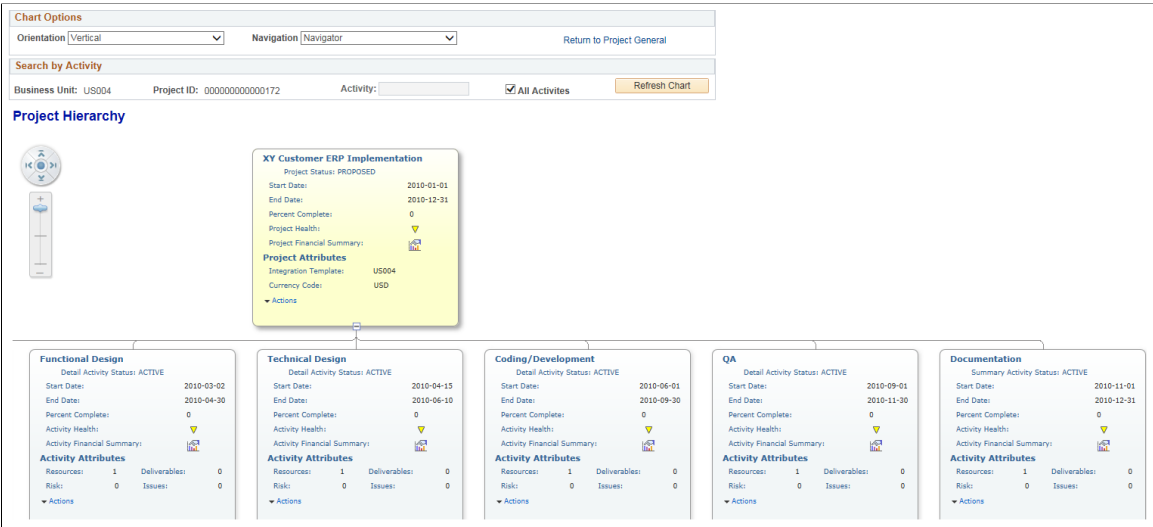 Chart Options
Orientation Vertical Navigation Navigator Return to Project General
Search by Activity
Business Unit: US004 Project ID: 000000000000172 Activity: All Activites Refresh Chart
Project Hierarchy
XY Customer ERP Implementation
Project Status: PROPOSED
Start Date: 2010-01-01
End Date: 2010-12-31
Percent Complete: 0
Project Health:
Project Financial Summary:
Project Attributes
Integration Template: US004
Currency Code: USD
Actions
Functional Design
Detail Activity Status: ACTIVE
Start Date: 2010-03-02
End Date: 2010-04-30
Percent Complete: 0
Activity Health:
Activity Financial Summary:
Activity Attributes
Resources: 1 Deliverables: 0
Risk: 0 Issues: 0
Actions
Technical Design
Detail Activity Status: ACTIVE
Start Date: 2010-04-15
End Date: 2010-06-10
Percent Complete: 0
Activity Health:
Activity Financial Summary:
Activity Attributes
Resources: 1 Deliverables: 0
Risk: 0 Issues: 0
Actions
Coding/Development
Detail Activity Status: ACTIVE
Start Date: 2010-06-01
End Date: 2010-09-30
Percent Complete: 0
Activity Health:
Activity Financial Summary:
Activity Attributes
Resources: 1 Deliverables: 0
Risk: 0 Issues: 0
Actions
QA
Detail Activity Status: ACTIVE
Start Date: 2010-09-01
End Date: 2010-11-30
Percent Complete: 0
Activity Health:
Activity Financial Summary:
Activity Attributes
Resources: 1 Deliverables: 0
Risk: 0 Issues: 0
Actions
Documentation
Summary Activity Status: ACTIVE
Start Date: 2010-11-01
End Date: 2010-12-31
Percent Complete: 0
Activity Health:
Activity Financial Summary:
Activity Attributes
Resources: 1 Deliverables: 0
Risk: 0 Issues: 0
Actions